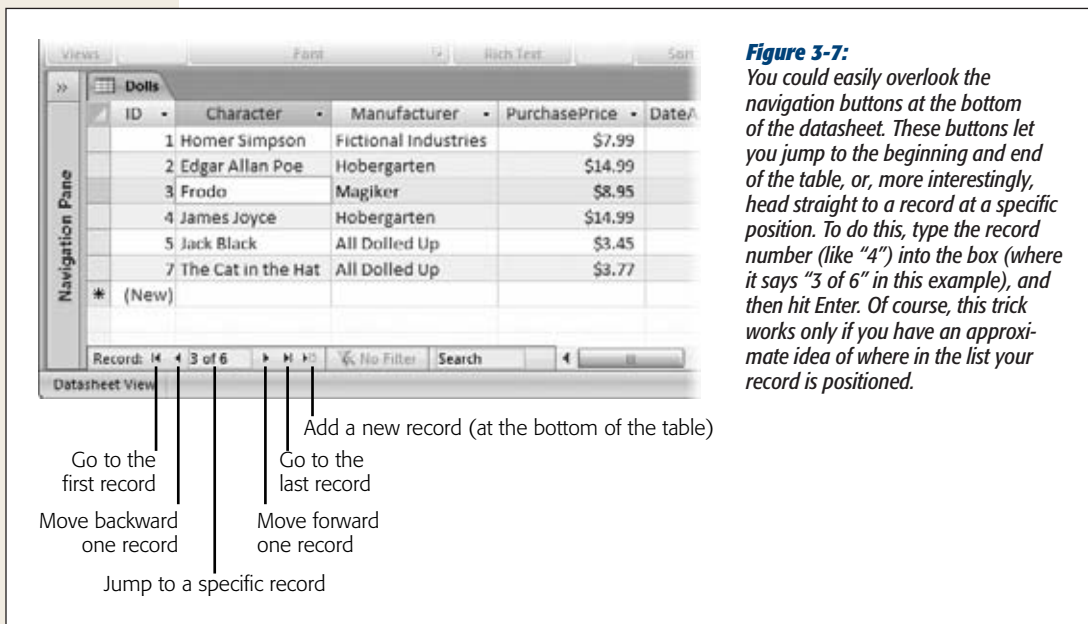 Views
Font
Rich Text
Sort
»
Dolls
ID Character Manufacturer PurchasePrice DateA
1 Homer Simpson Fictional Industries $7.99
2 Edgar Allan Poe Hobergarten $14.99
3 Frodo Magiker $8.95
4 James Joyce Hobergarten $14.99
5 Jack Black All Dolled Up $3.45
7 The Cat in the Hat All Dolled Up $3.77
* (New)
Navigation Pane
Record: 3 of 6 No Filter Search
Datasheet View
Add a new record (at the bottom of the table)
Go to the
first record
Go to the
last record
Move backward
one record
Move forward
one record
Jump to a specific record
Figure 3-7:
You could easily overlook the
navigation buttons at the bottom
of the datasheet. These buttons let
you jump to the beginning and end
of the table, or, more interestingly,
head straight to a record at a specific
position. To do this, type the record
number (like “4”) into the box (where
it says “3 of 6” in this example), and
then hit Enter. Of course, this trick
works only if you have an approxi-
mate idea of where in the list your
record is positioned.